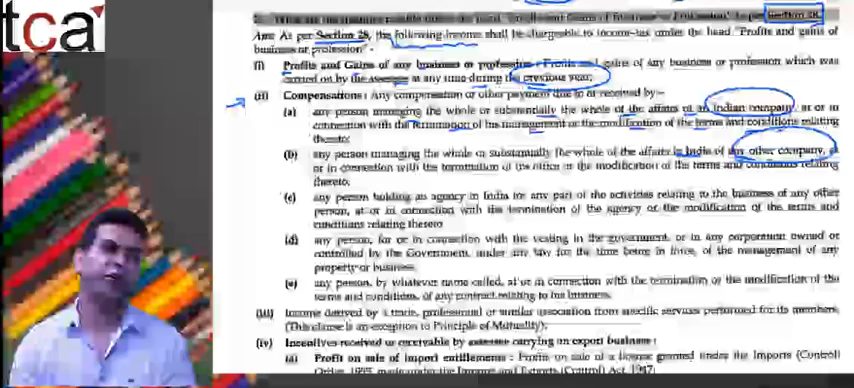 tca
Section 28.
Ans: As per Section 28, the following income shall be chargeable to income-tax under the head "Profits and gains of
business or profession" -
(i) Profits and Gains of any business or profession : Profits and gains of any business or profession which was
carried on by the assessee at any time during the previous year;
(ii) Compensations : Any compensation or other payment due to or received by -
(a) any person managing the whole or substantially the whole of the affairs of an Indian company, at or in
connection with the termination of his management or the modification of the terms and conditions relating
thereto;
(b) any person managing the whole or substantially the whole of the affairs in India of any other company, at
or in connection with the termination of his office or the modification of the terms and conditions relating
thereto;
(c) any person holding an agency in India for any part of the activities relating to the business of any other
person, at or in connection with the termination of the agency or the modification of the terms and
conditions relating thereto
(d) any person, for or in connection with the vesting in the government, or in any corporation owned or
controlled by the Government, under any law for the time being in force, of the management of any
property or business;
(e) any person, by whatever name called, at or in connection with the termination or the modification of the
terms and conditions, of any contract relating to his business.
(iii) Income derived by a trade, professional or similar association from specific services performed for its members,
(This clause is an exception to Principle of Mutuality);
(iv) Incentives received or receivable by assessee carrying on export business :
(a) Profit on sale of import entitlements : Profits on sale of a license granted under the Imports (Control)
Order, 1955, made under the Imports and Exports (Control) Act, 1947;